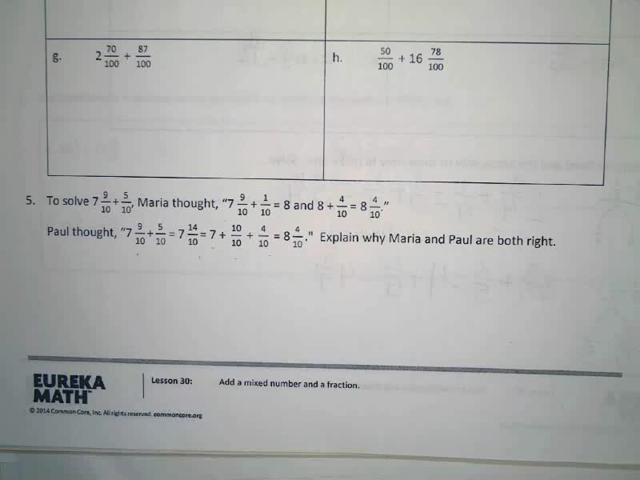 g. 2 70/100 + 87/100
h. 50/100 + 16 78/100
5. To solve 7 9/10 + 5/10, Maria thought, "7 9/10 + 1/10 = 8 and 8 + 4/10 = 8 4/10."
Paul thought, "7 9/10 + 5/10 = 7 14/10 = 7 + 10/10 + 4/10 = 8 4/10." Explain why Maria and Paul are both right.
EUREKA
MATH™
Lesson 30: Add a mixed number and a fraction.
© 2014 Common Core, Inc. All rights reserved. commoncore.org